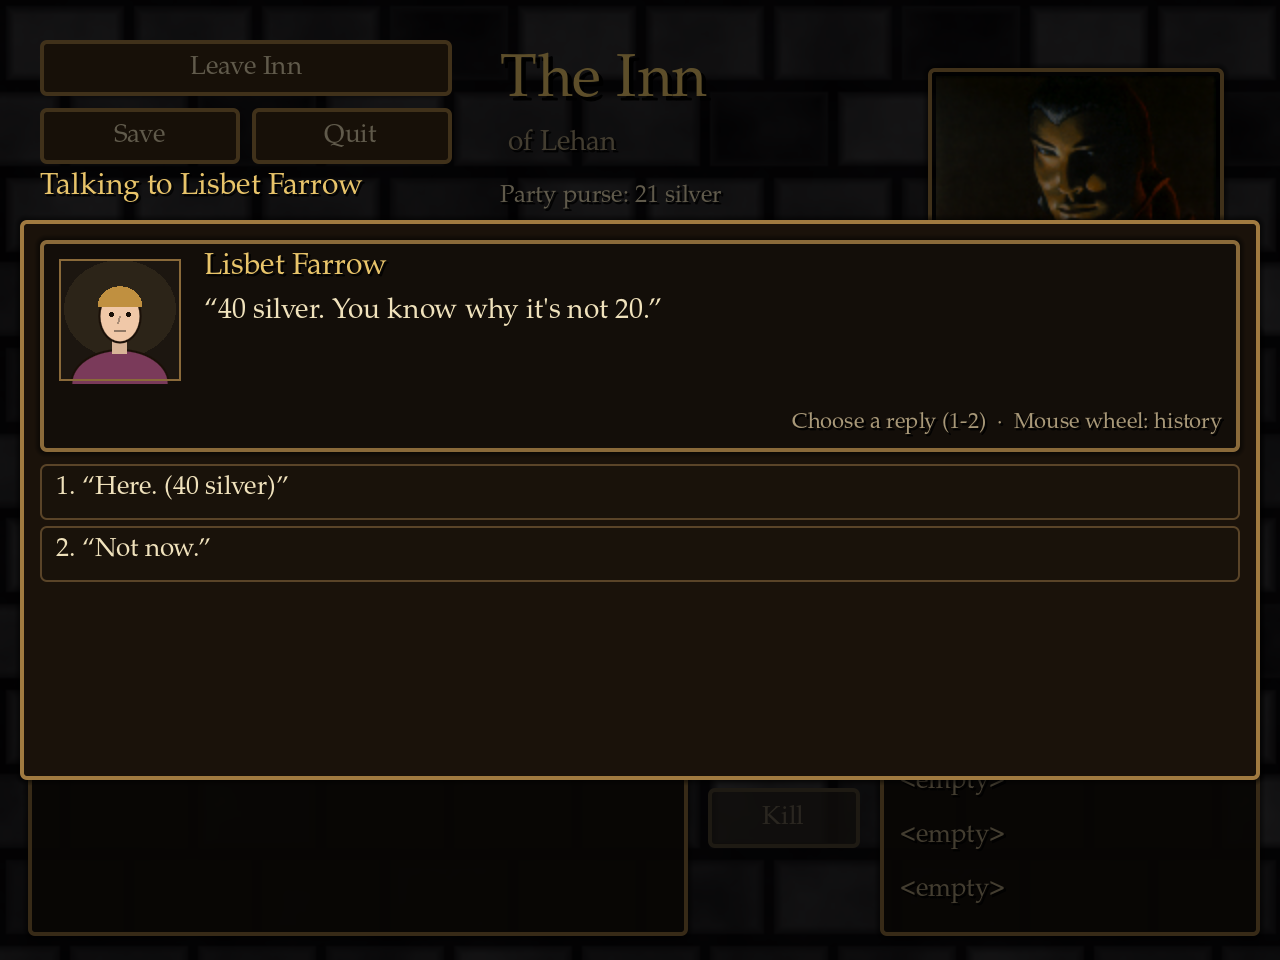 Leave Inn
Save
Quit
The Inn
of Lehan
Talking to Lisbet Farrow
Party purse: 21 silver
Lisbet Farrow
“40 silver. You know why it's not 20.”
Choose a reply (1-2) · Mouse wheel: history
1. “Here. (40 silver)”
2. “Not now.”
<empty>
Kill
<empty>
<empty>